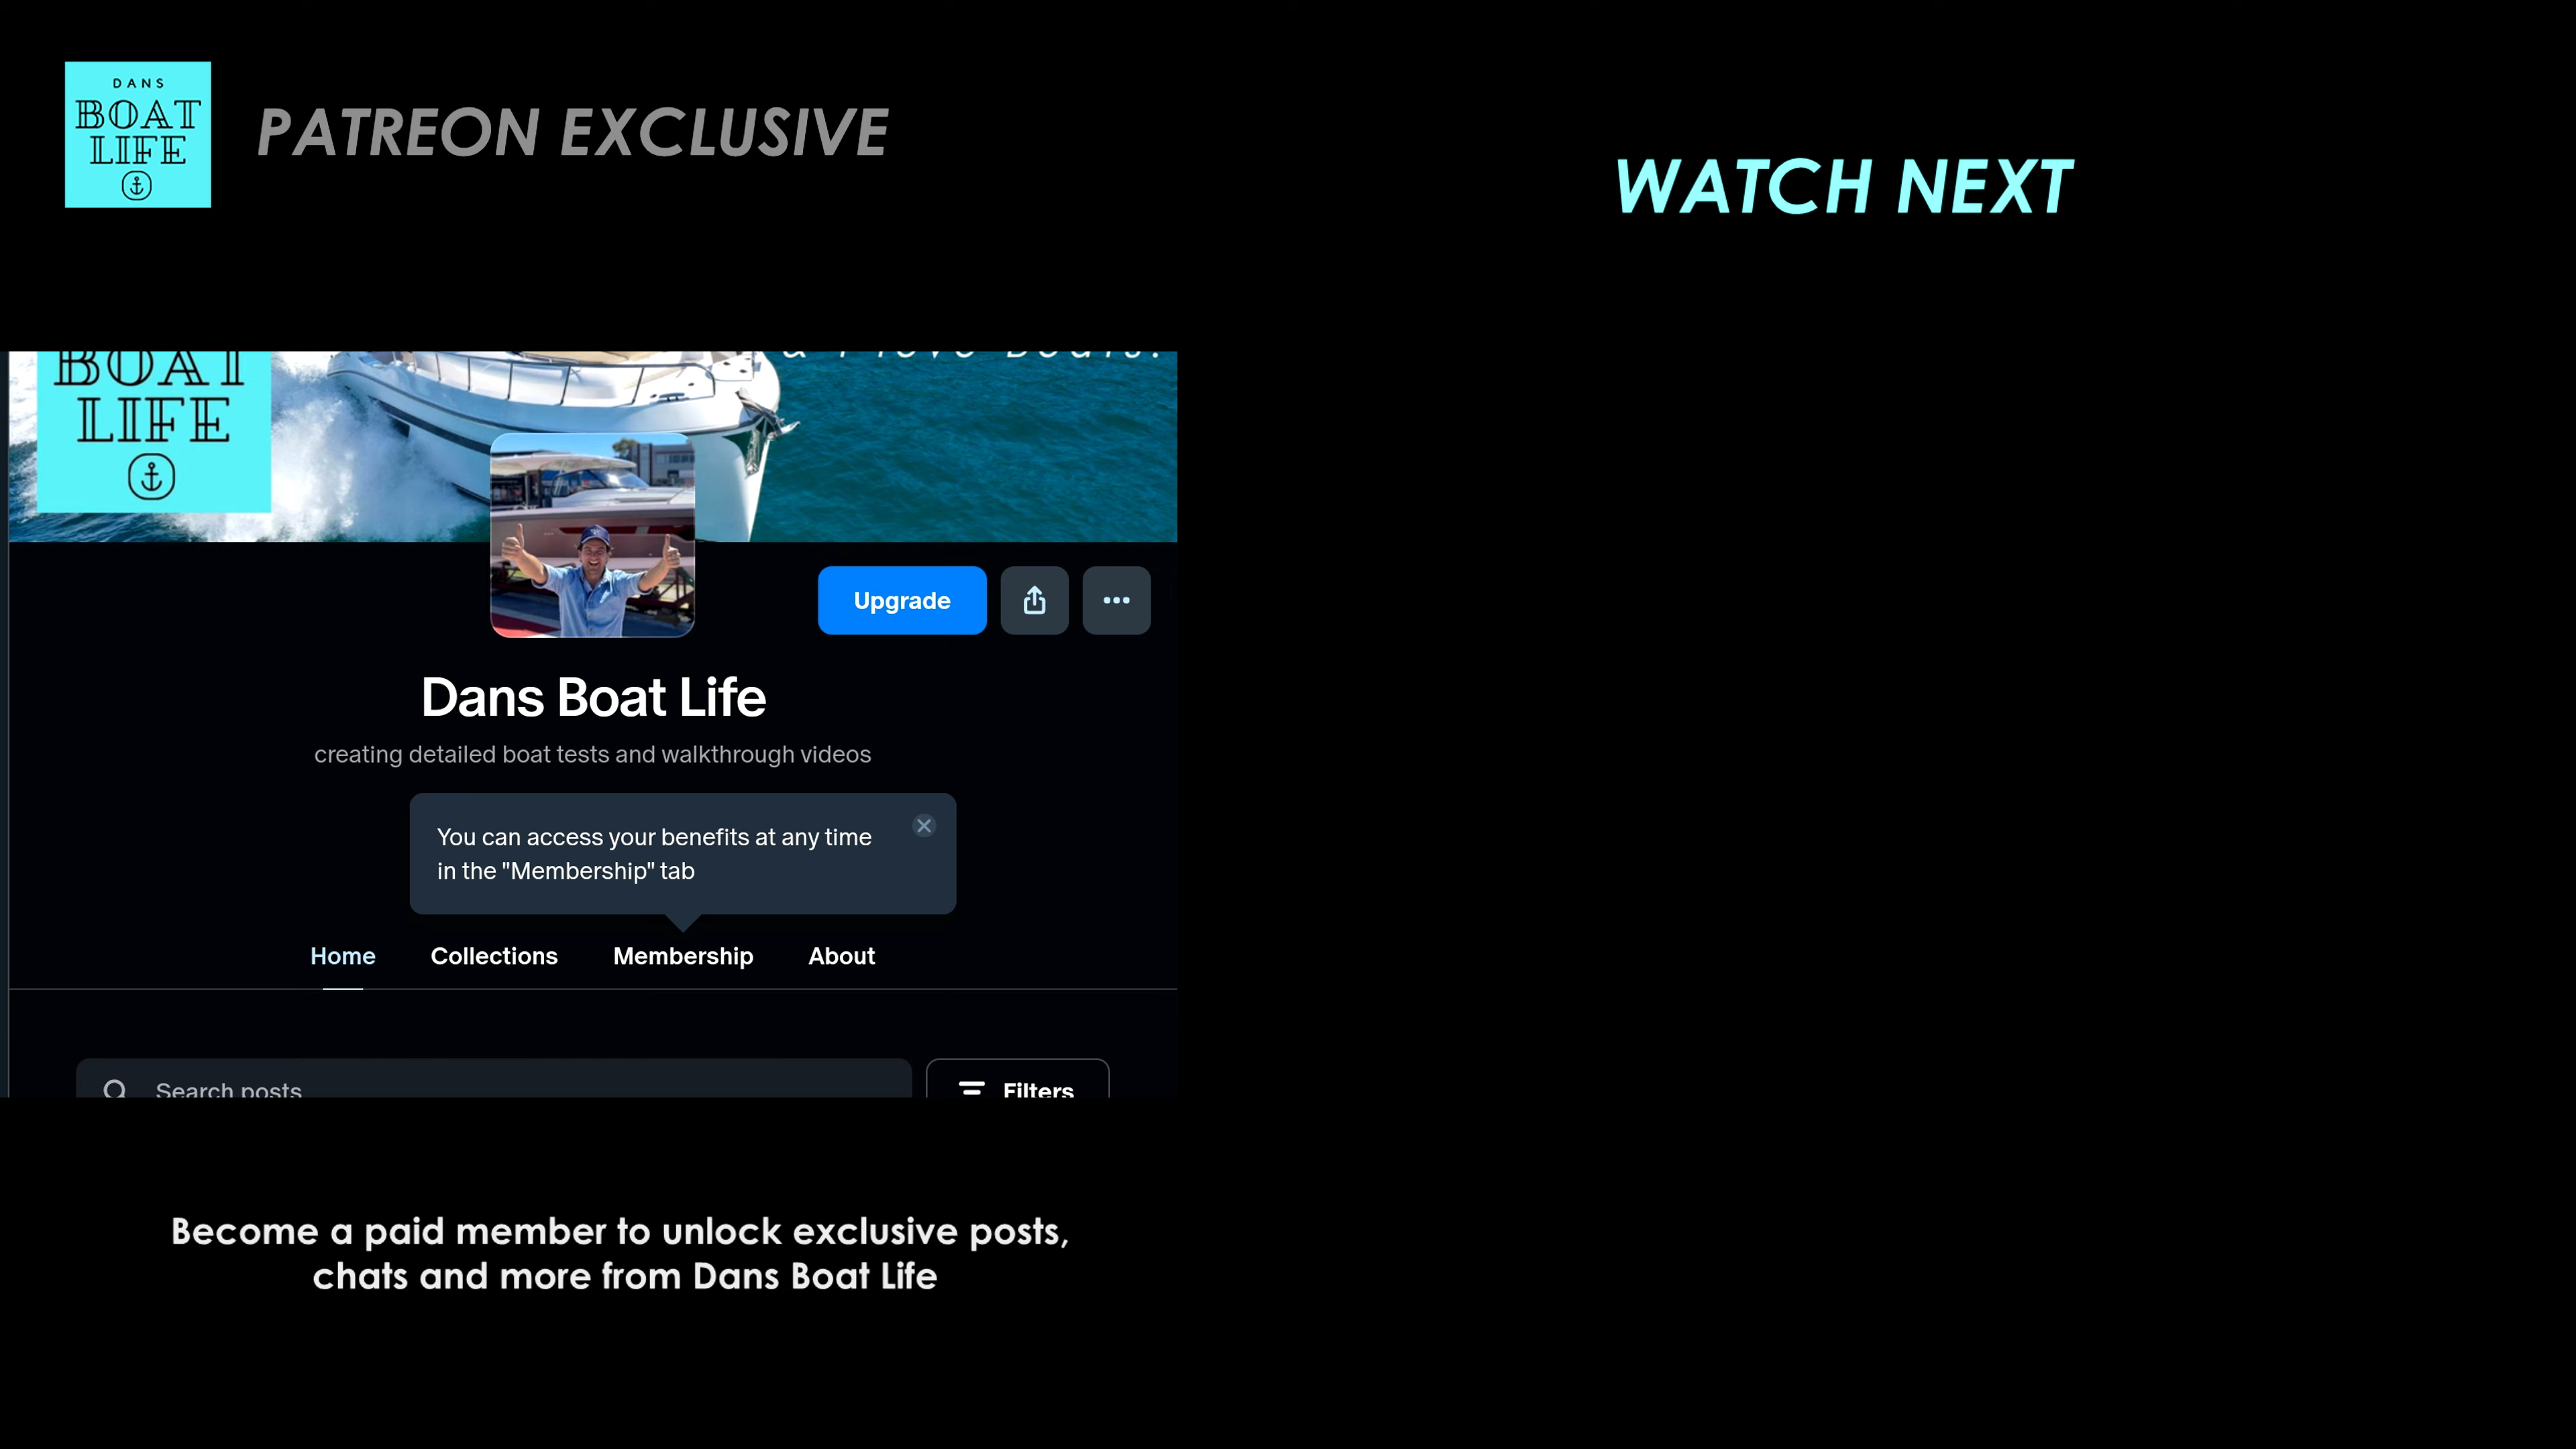 DANS
BOAT
LIFE
PATREON EXCLUSIVE
WATCH NEXT
BOAT
LIFE
Upgrade
Dans Boat Life
creating detailed boat tests and walkthrough videos
You can access your benefits at any time
in the "Membership" tab
Home Collections Membership About
Search posts
Filters
Become a paid member to unlock exclusive posts,
chats and more from Dans Boat Life